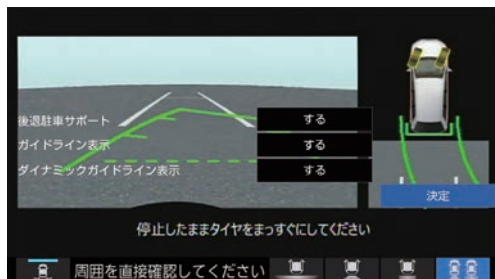 後退駐車サポート する
ガイドライン表示 する
ダイナミックガイドライン表示 する
決定
停止したままタイヤをまっすぐにしてください
周囲を直接確認してください